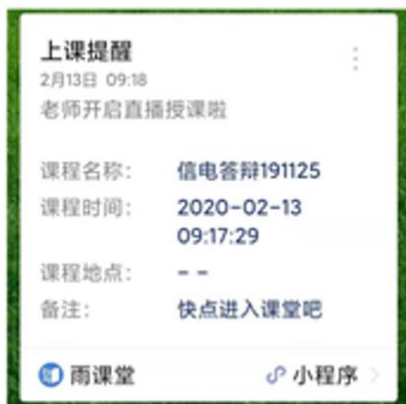 上课提醒
2月13日 09:18
老师开启直播授课啦
课程名称: 信电答辩191125
课程时间: 2020-02-13
09:17:29
课程地点: - -
备注: 快点进入课堂吧
雨课堂 小程序